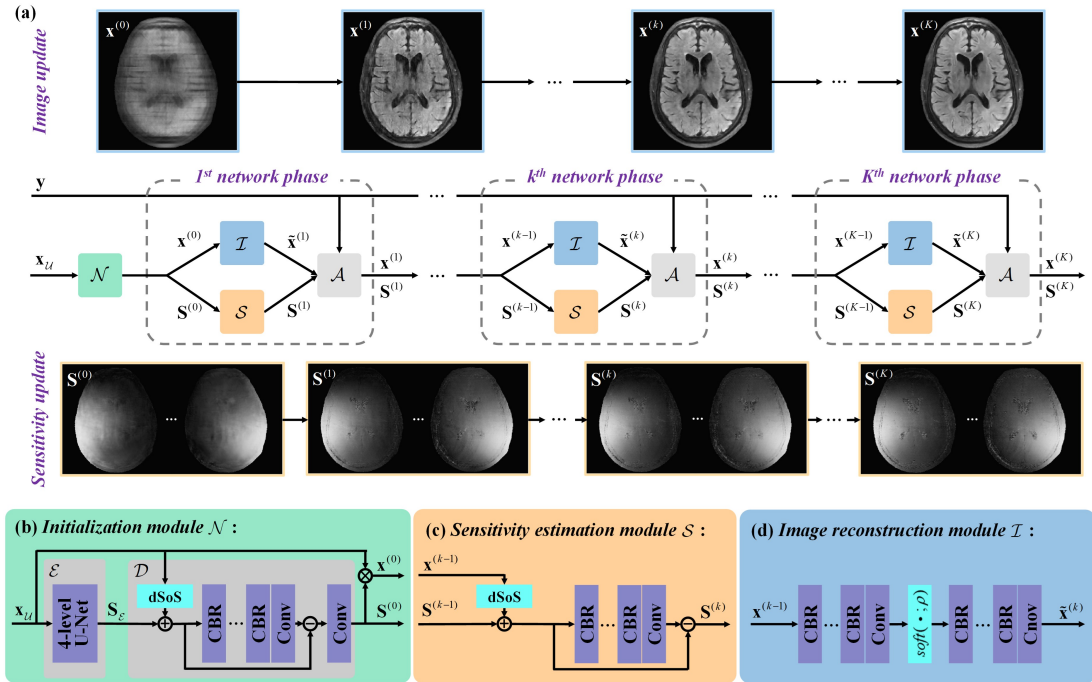 (a)
Image update
x^(0)
x^(1)
...
x^(k)
...
x^(K)
1st network phase
kth network phase
Kth network phase
y
...
...
x_𝒰
𝒩
x^(0)
S^(0)
ℐ
𝒮
x̃^(1)
S^(1)
𝒜
x^(1)
S^(1)
...
x^(k−1)
S^(k−1)
ℐ
𝒮
x̃^(k)
S^(k)
𝒜
x^(k)
S^(k)
...
x^(K−1)
S^(K−1)
ℐ
𝒮
x̃^(K)
S^(K)
𝒜
x^(K)
S^(K)
Sensitivity update
S^(0)
...
S^(1)
...
...
S^(k)
...
...
S^(K)
...
(b) Initialization module 𝒩 :
x_𝒰
ℰ
4-level
U-Net
S_ℰ
𝒟
dSoS
+
CBR
...
CBR
Conv
−
Conv
×
x^(0)
S^(0)
(c) Sensitivity estimation module 𝒮 :
x^(k−1)
S^(k−1)
dSoS
+
CBR
...
CBR
Conv
−
S^(k)
(d) Image reconstruction module ℐ :
x^(k−1)
CBR
...
CBR
Conv
soft( • ; ρ)
CBR
...
CBR
Cnov
x̃^(k)